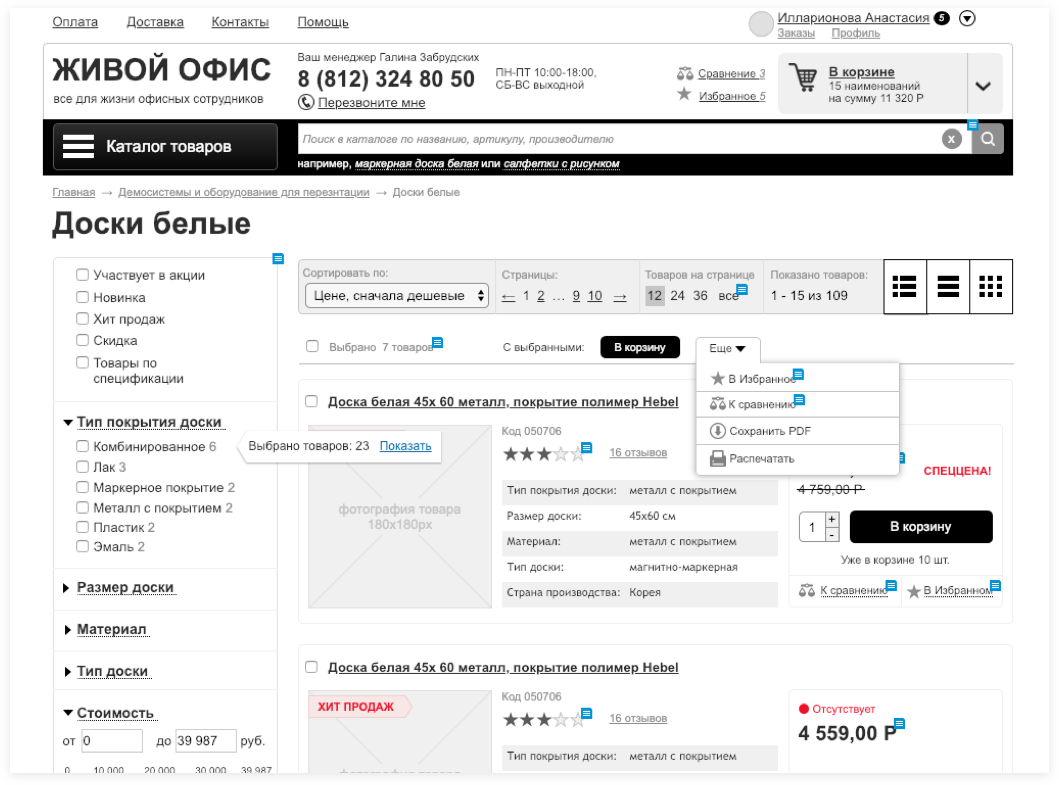 Оплата Доставка Контакты Помощь
Илларионова Анастасия 5
Заказы Профиль
ЖИВОЙ ОФИС
все для жизни офисных сотрудников
Ваш менеджер Галина Забрудских
8 (812) 324 80 50
Перезвоните мне
ПН-ПТ 10:00-18:00,
СБ-ВС выходной
Сравнение 3
Избранное 5
В корзине
15 наименований
на сумму 11 320 Р
Каталог товаров
Поиск в каталоге по названию, артикулу, производителю
x
например, маркерная доска белая или салфетки с рисунком
Главная → Демосистемы и оборудование для перезнтации → Доски белые
Доски белые
Участвует в акции
Новинка
Хит продаж
Скидка
Товары по
спецификации
Тип покрытия доски
Комбинированное 6
Лак 3
Маркерное покрытие 2
Металл с покрытием 2
Пластик 2
Эмаль 2
Выбрано товаров: 23 Показать
Размер доски
Материал
Тип доски
Стоимость
от 0 до 39 987 руб.
0 10 000 20 000 30 000 39 987
Сортировать по:
Цене, сначала дешевые
Страницы:
← 1 2 ... 9 10 →
Товаров на странице
12 24 36 все
Показано товаров:
1 - 15 из 109
Выбрано 7 товаров
С выбранными:
В корзину
Еще
В Избранное
К сравнению
Сохранить PDF
Распечатать
Доска белая 45х 60 металл, покрытие полимер Hebel
фотография товара
180x180px
Код 050706
16 отзывов
Тип покрытия доски: металл с покрытием
Размер доски: 45х60 см
Материал: металл с покрытием
Тип доски: магнитно-маркерная
Страна производства: Корея
СПЕЦЦЕНА!
4 759,00 Р
1
+
-
В корзину
Уже в корзине 10 шт.
К сравнению
В Избранном
Доска белая 45х 60 металл, покрытие полимер Hebel
ХИТ ПРОДАЖ
фотография товара
Код 050706
16 отзывов
Тип покрытия доски: металл с покрытием
Отсутствует
4 559,00 Р